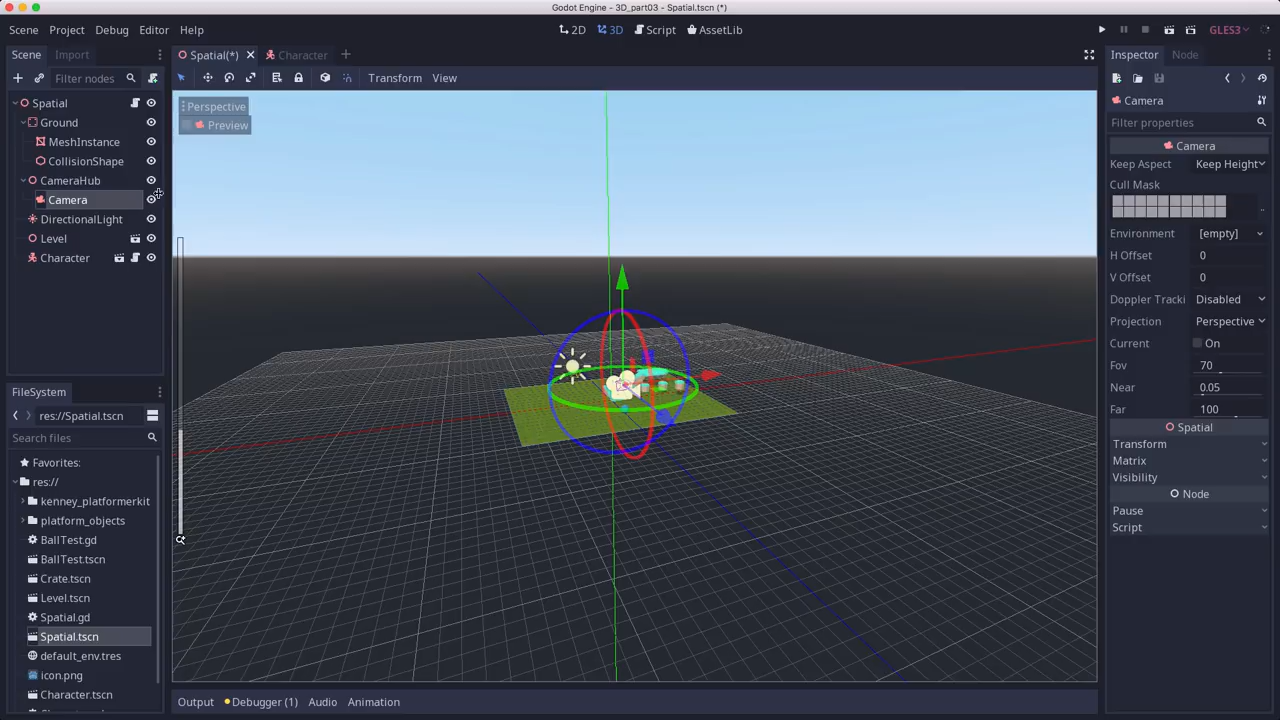 Godot Engine - 3D_part03 - Spatial.tscn (*)
Scene Project Debug Editor Help
2D 3D Script AssetLib
GLES3
Scene Import
Filter nodes
Spatial
Ground
MeshInstance
CollisionShape
CameraHub
Camera
DirectionalLight
Level
Character
FileSystem
res://Spatial.tscn
Search files
Favorites:
res://
kenney_platformerkit
platform_objects
BallTest.gd
BallTest.tscn
Crate.tscn
Level.tscn
Spatial.gd
Spatial.tscn
default_env.tres
icon.png
Character.tscn
Spatial(*) Character
Transform View
Perspective
Preview
Output Debugger (1) Audio Animation
Inspector Node
Camera
Filter properties
Camera
Keep Aspect Keep Height
Cull Mask
..
Environment [empty]
H Offset 0
V Offset 0
Doppler Tracki Disabled
Projection Perspective
Current On
Fov 70
Near 0.05
Far 100
Spatial
Transform
Matrix
Visibility
Node
Pause
Script